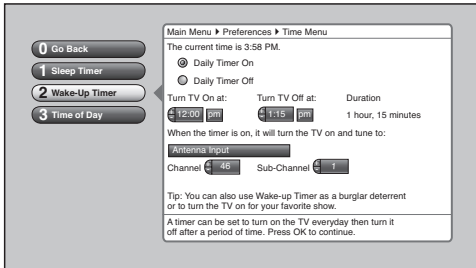 Main Menu ▶ Preferences ▶ Time Menu
0 Go Back
1 Sleep Timer
2 Wake-Up Timer
3 Time of Day
The current time is 3:58 PM.
Daily Timer On
Daily Timer Off
Turn TV On at: Turn TV Off at: Duration
12:00 pm 1:15 pm 1 hour, 15 minutes
When the timer is on, it will turn the TV on and tune to:
Antenna Input
Channel 46 Sub-Channel 1
Tip: You can also use Wake-up Timer as a burglar deterrent
or to turn the TV on for your favorite show.
A timer can be set to turn on the TV everyday then turn it
off after a period of time. Press OK to continue.